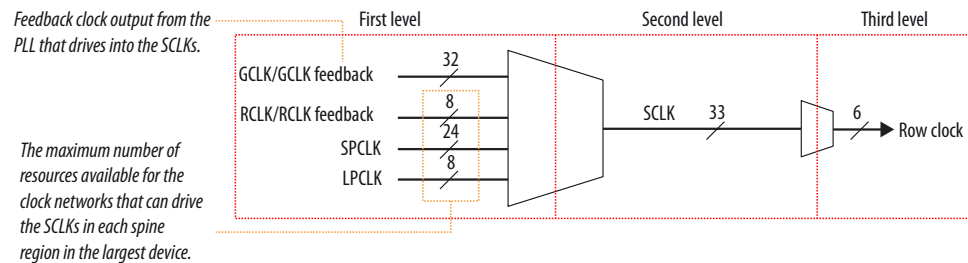 Feedback clock output from the
PLL that drives into the SCLKs.
First level
Second level
Third level
GCLK/GCLK feedback
32
RCLK/RCLK feedback
8
SPCLK
24
LPCLK
8
SCLK
33
6
Row clock
The maximum number of
resources available for the
clock networks that can drive
the SCLKs in each spine
region in the largest device.